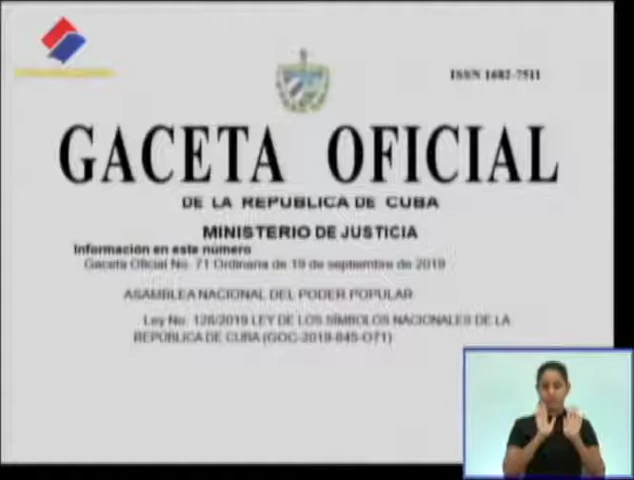 ISSN 1682-7511
GACETA OFICIAL
DE LA REPUBLICA DE CUBA
MINISTERIO DE JUSTICIA
Información en este número
Gaceta Oficial No. 71 Ordinaria de 19 de septiembre de 2019
ASAMBLEA NACIONAL DEL PODER POPULAR
Ley No. 128/2019 LEY DE LOS SÍMBOLOS NACIONALES DE LA
REPÚBLICA DE CUBA (GOC-2019-845-O71)